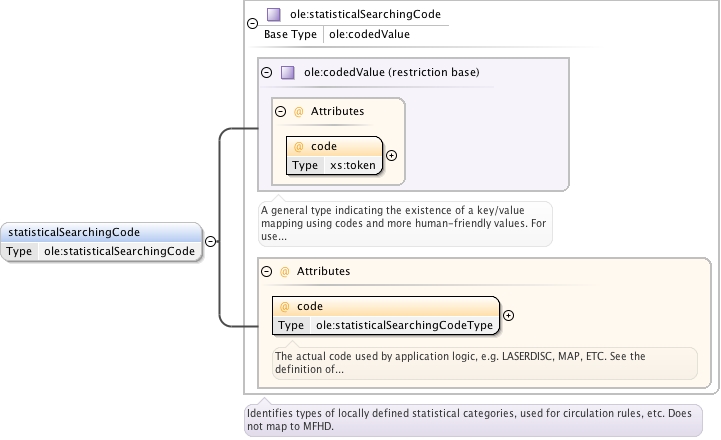 ole:statisticalSearchingCode
Base Type ole:codedValue
ole:codedValue (restriction base)
@ Attributes
@ code
Type xs:token
A general type indicating the existence of a key/value
mapping using codes and more human-friendly values. For
use...
statisticalSearchingCode
Type ole:statisticalSearchingCode
@ Attributes
@ code
Type ole:statisticalSearchingCodeType
The actual code used by application logic, e.g. LASERDISC, MAP, ETC. See the
definition of...
Identifies types of locally defined statistical categories, used for circulation rules, etc. Does
not map to MFHD.